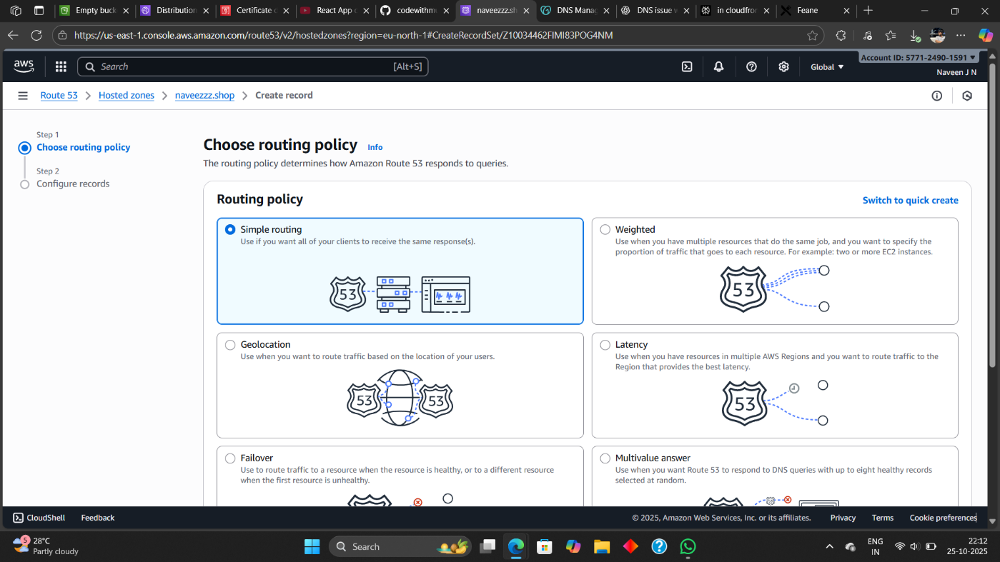 Empty buck
Distribution
Certificate c
React App c
codewithmu
naveezzz.sh
DNS Manag
DNS issue w
in cloudfron
Feane
https://us-east-1.console.aws.amazon.com/route53/v2/hostedzones?region=eu-north-1#CreateRecordSet/Z10034462FIMI83POG4NM
aws
Search
[Alt+S]
Global
Account ID: 5771-2490-1591
Naveen J N
Route 53
Hosted zones
naveezzz.shop
Create record
Step 1
Choose routing policy
Step 2
Configure records
Choose routing policy
Info
The routing policy determines how Amazon Route 53 responds to queries.
Routing policy
Switch to quick create
Simple routing
Use if you want all of your clients to receive the same response(s).
53
Weighted
Use when you have multiple resources that do the same job, and you want to specify the
proportion of traffic that goes to each resource. For example: two or more EC2 instances.
53
Geolocation
Use when you want to route traffic based on the location of your users.
53
53
Latency
Use when you have resources in multiple AWS Regions and you want to route traffic to the
Region that provides the best latency.
53
Failover
Use to route traffic to a resource when the resource is healthy, or to a different resource
when the first resource is unhealthy.
Multivalue answer
Use when you want Route 53 to respond to DNS queries with up to eight healthy records
selected at random.
CloudShell
Feedback
© 2025, Amazon Web Services, Inc. or its affiliates.
Privacy
Terms
Cookie preferences
5
28°C
Partly cloudy
Search
ENG
IN
22:12
25-10-2025